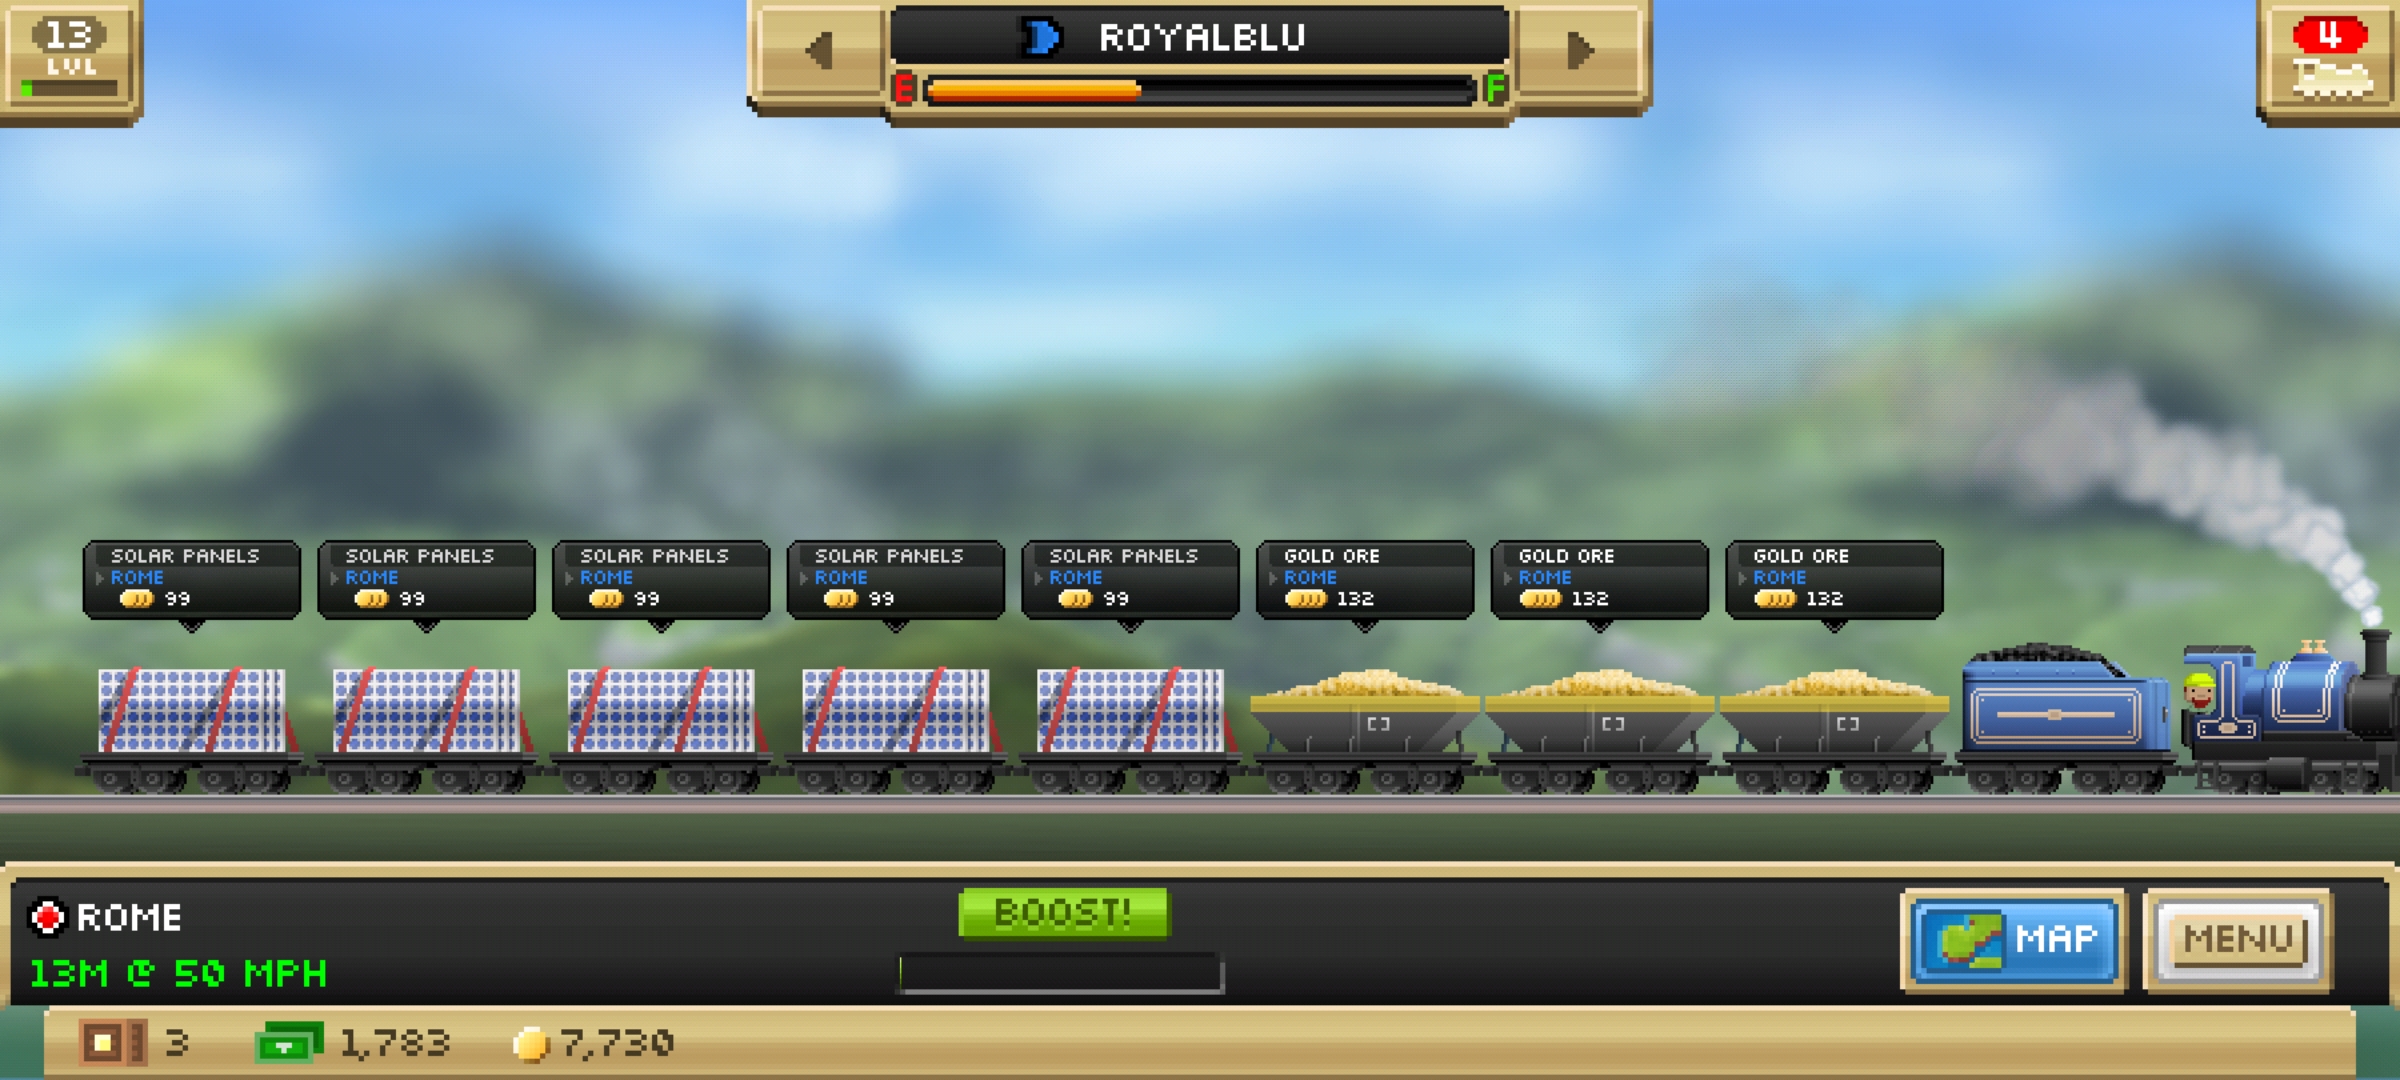 13
LVL
ROYALBLU
E F
4
SOLAR PANELS
ROME
99
SOLAR PANELS
ROME
99
SOLAR PANELS
ROME
99
SOLAR PANELS
ROME
99
SOLAR PANELS
ROME
99
GOLD ORE
ROME
132
GOLD ORE
ROME
132
GOLD ORE
ROME
132
ROME
13M @ 50 MPH
BOOST!
MAP
MENU
3
1,783
7,730